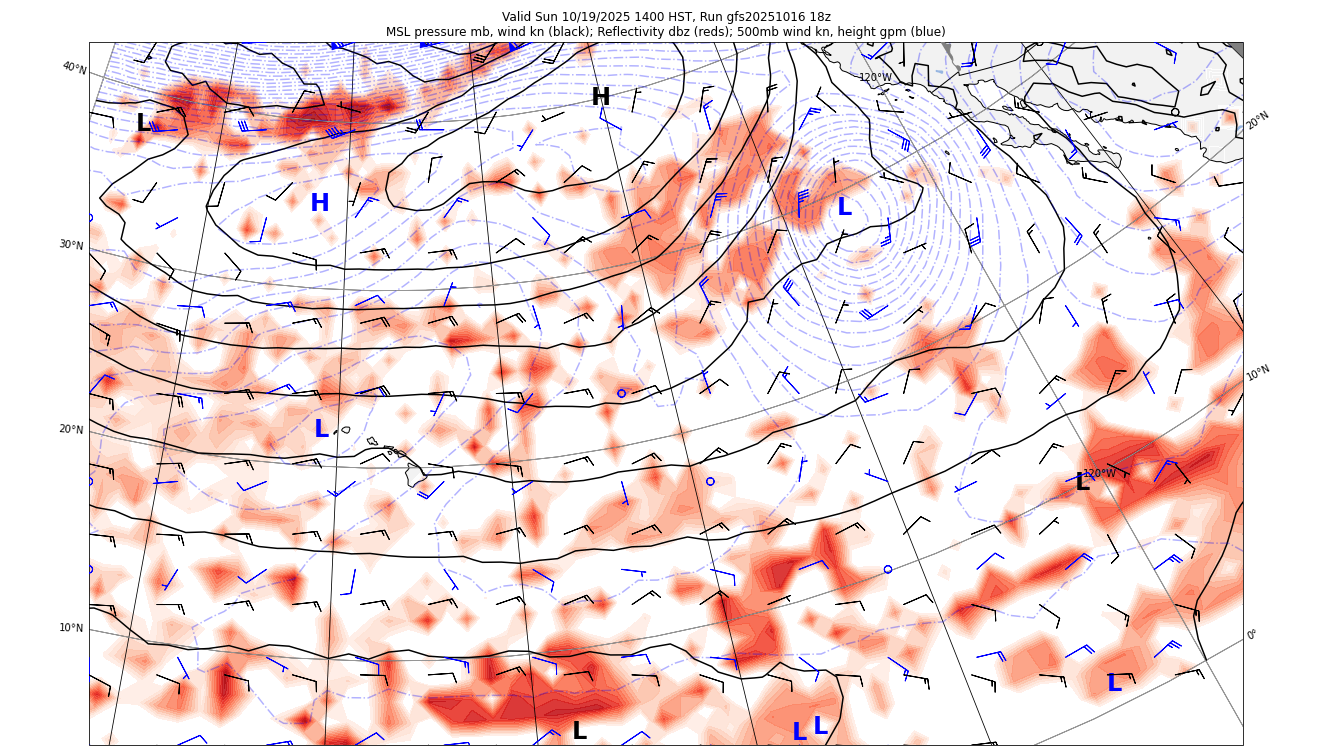 Valid Sun 10/19/2025 1400 HST, Run gfs20251016 18z
MSL pressure mb, wind kn (black); Reflectivity dbz (reds); 500mb wind kn, height gpm (blue)
40°N
120°W
H
L
20°N
H
L
30°N
10°N
20°N
L
120°W
L
10°N
0°
L
L
L
L